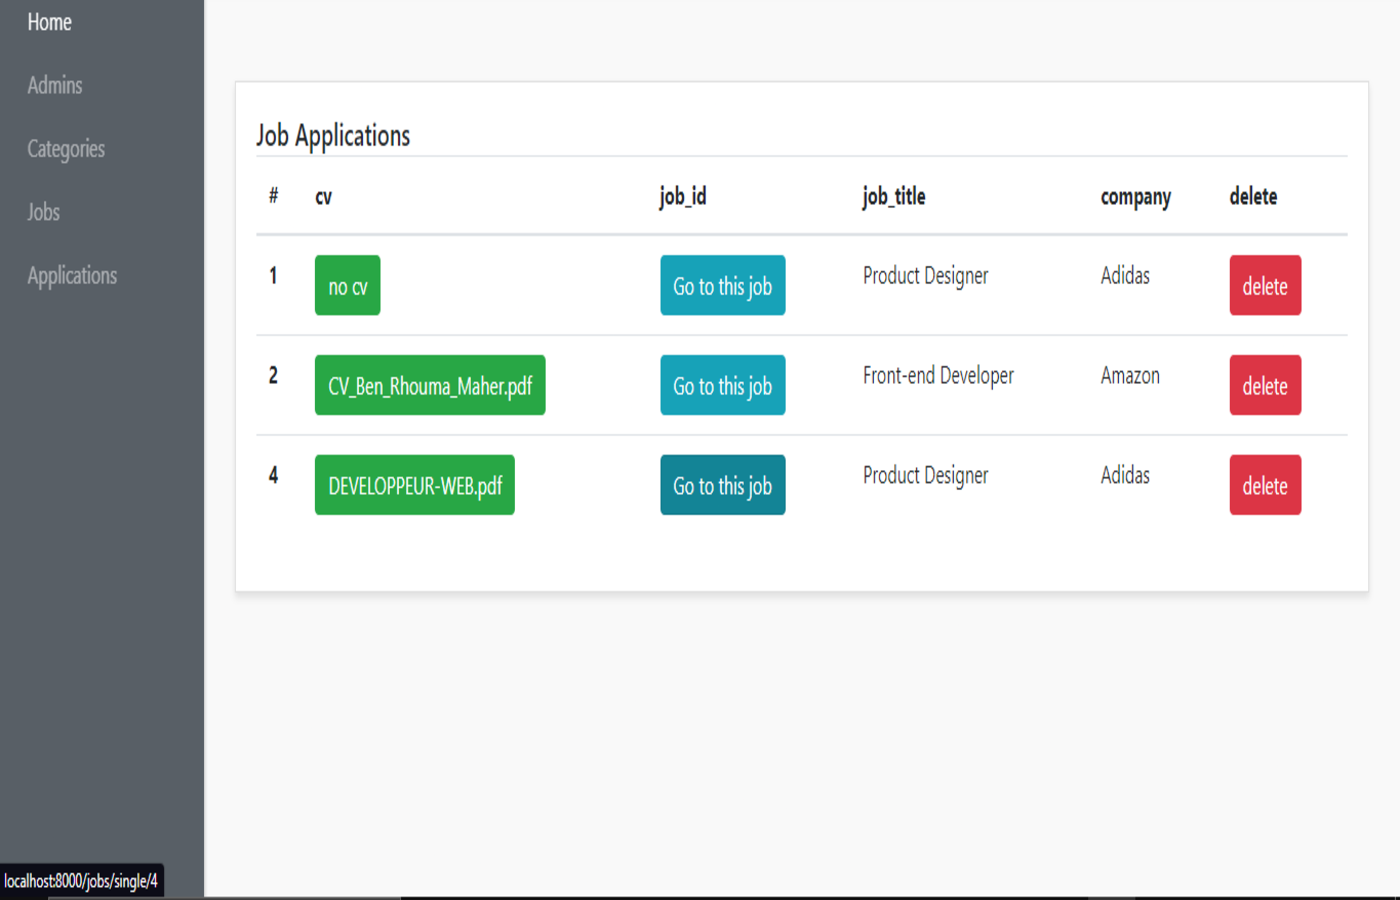 Home
Admins
Categories
Jobs
Applications
Job Applications
# cv job_id job_title company delete
1 no cv Go to this job Product Designer Adidas delete
2 CV_Ben_Rhouma_Maher.pdf Go to this job Front-end Developer Amazon delete
4 DEVELOPPEUR-WEB.pdf Go to this job Product Designer Adidas delete
localhost:8000/jobs/single/4